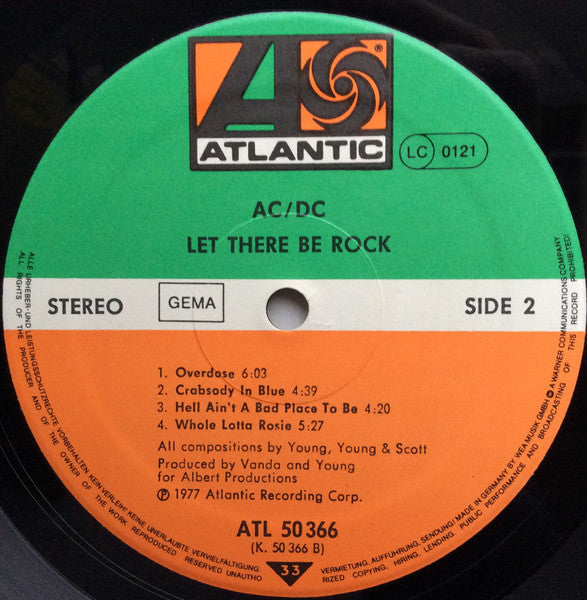 ATLANTIC
®
LC 0121
AC/DC
LET THERE BE ROCK
STEREO
GEMA
SIDE 2
1. Overdose 6:03
2. Crabsody In Blue 4:39
3. Hell Ain't A Bad Place To Be 4:20
4. Whole Lotta Rosie 5:27
All compositions by Young, Young & Scott
Produced by Vanda and Young
for Albert Productions
℗ 1977 Atlantic Recording Corp.
ATL 50 366
(K. 50 366 B)
33
ALLE URHEBER- UND LEISTUNGSSCHUTZRECHTE VORBEHALTEN. KEIN VERLEIH! KEINE UNERLAUBTE VERVIELFÄLTIGUNG, VERMIETUNG, AUFFÜHRUNG, SENDUNG! MADE IN GERMANY BY WEA MUSIK GMBH A WARNER COMMUNICATIONS COMPANY
ALL RIGHTS OF THE PRODUCER AND OF THE OWNER OF THE WORK REPRODUCED RESERVED UNAUTHORIZED COPYING, HIRING, LENDING PUBLIC PERFORMANCE AND BROADCASTING OF THIS RECORD PROHIBITED!